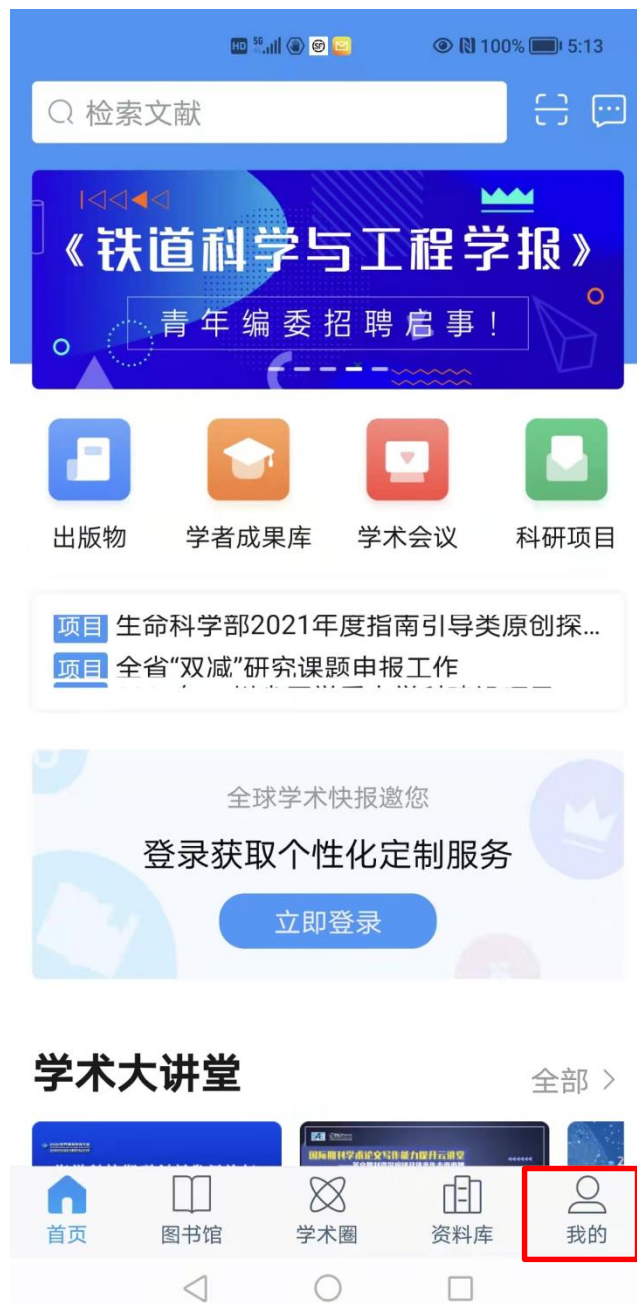 HD 5G 100% 5:13
检索文献
《铁道科学与工程学报》
青年编委招聘启事!
出版物 学者成果库 学术会议 科研项目
项目 生命科学部2021年度指南引导类原创探...
项目 全省“双减”研究课题申报工作
全球学术快报邀您
登录获取个性化定制服务
立即登录
学术大讲堂 全部 >
国际期刊学术论文写作能力提升云讲堂
首页 图书馆 学术圈 资料库 我的